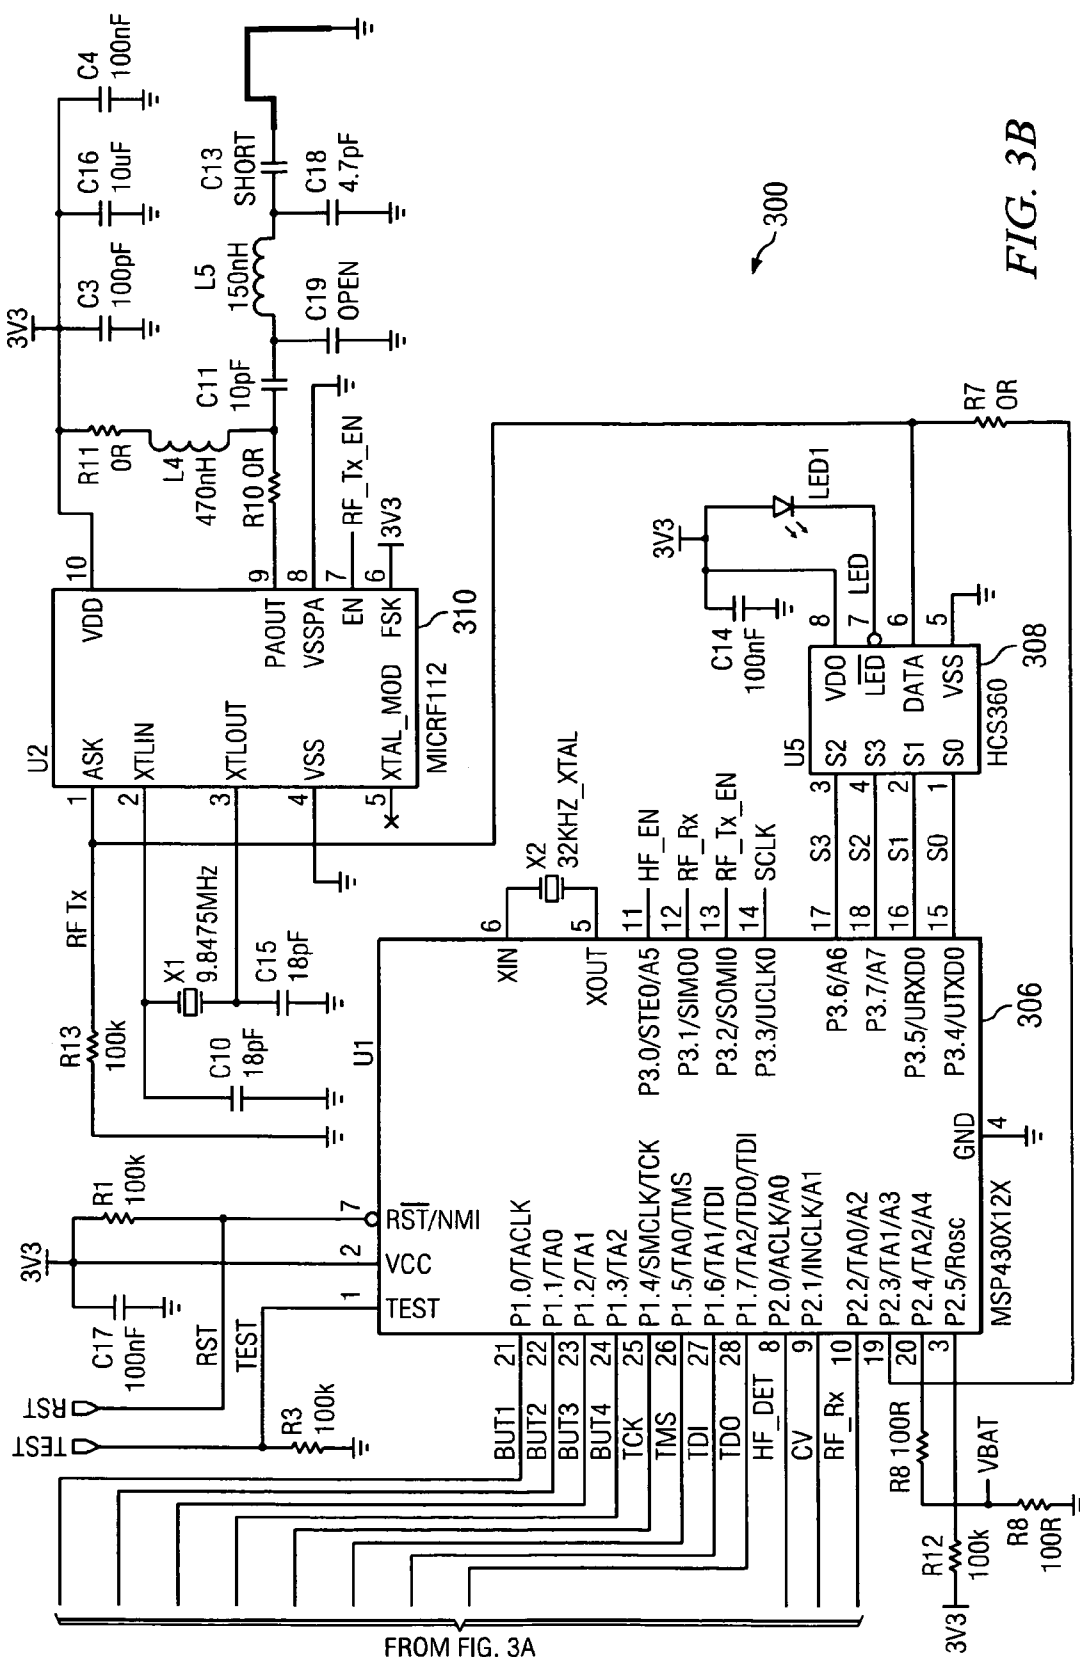 3V3
C4
100nF
C16
10uF
C3
100pF
R11
0R
L4
470nH
R10 0R
C11
10pF
L5
150nH
C19
OPEN
C13
SHORT
C18
4.7pF
U2
10
VDD
9
PAOUT
8
VSSPA
7
EN
RF_Tx_EN
6
FSK
3V3
1
ASK
2
XTLIN
3
XTLOUT
4
VSS
5
XTAL_MOD
MICRF112
310
RF Tx
R13
100k
X1
9.8475MHz
C15
18pF
C10
18pF
300
3V3
C14
100nF
LED1
LED
R7
0R
U5
3
S2
4
S3
2
S1
1
S0
8
VDO
7
LED
6
DATA
5
VSS
HCS360
308
S3
S2
S1
S0
X2
32KHZ_XTAL
U1
6
XIN
5
XOUT
11
P3.0/STE0/A5
HF_EN
12
P3.1/SIMO0
RF_Rx
13
P3.2/SOMI0
RF_Tx_EN
14
P3.3/UCLK0
SCLK
17
P3.6/A6
18
P3.7/A7
16
P3.5/URXD0
15
P3.4/UTXD0
306
GND
4
3V3
R1
100k
C17
100nF
RST
TEST
RST
TEST
R3
100k
7
RST/NMI
2
VCC
1
TEST
BUT1
21
P1.0/TACLK
BUT2
22
P1.1/TA0
BUT3
23
P1.2/TA1
BUT4
24
P1.3/TA2
TCK
25
P1.4/SMCLK/TCK
TMS
26
P1.5/TA0/TMS
TDI
27
P1.6/TA1/TDI
TDO
28
P1.7/TA2/TDO/TDI
HF_DET
8
P2.0/ACLK/A0
CV
9
P2.1/INCLK/A1
RF_Rx
10
P2.2/TA0/A2
19
P2.3/TA1/A3
20
P2.4/TA2/A4
3
P2.5/Rosc
MSP430X12X
R8 100R
VBAT
R8
100R
R12
100k
3V3
FROM FIG. 3A
FIG. 3B